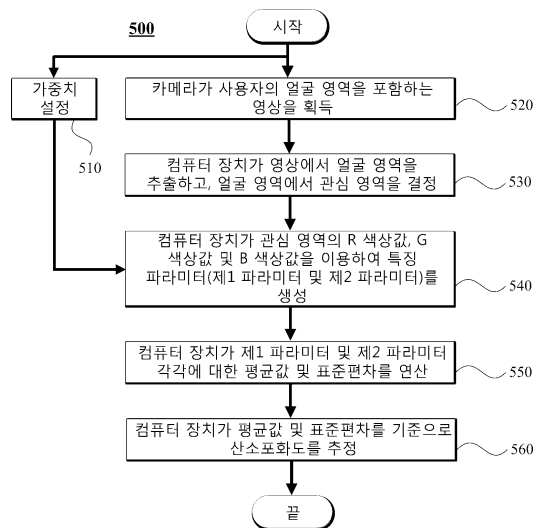 500
시작
가중치
설정
510
카메라가 사용자의 얼굴 영역을 포함하는
영상을 획득
520
컴퓨터 장치가 영상에서 얼굴 영역을
추출하고, 얼굴 영역에서 관심 영역을 결정
530
컴퓨터 장치가 관심 영역의 R 색상값, G
색상값 및 B 색상값을 이용하여 특징
파라미터(제1 파라미터 및 제2 파라미터)를
생성
540
컴퓨터 장치가 제1 파라미터 및 제2 파라미터
각각에 대한 평균값 및 표준편차를 연산
550
컴퓨터 장치가 평균값 및 표준편차를 기준으로
산소포화도를 추정
560
끝